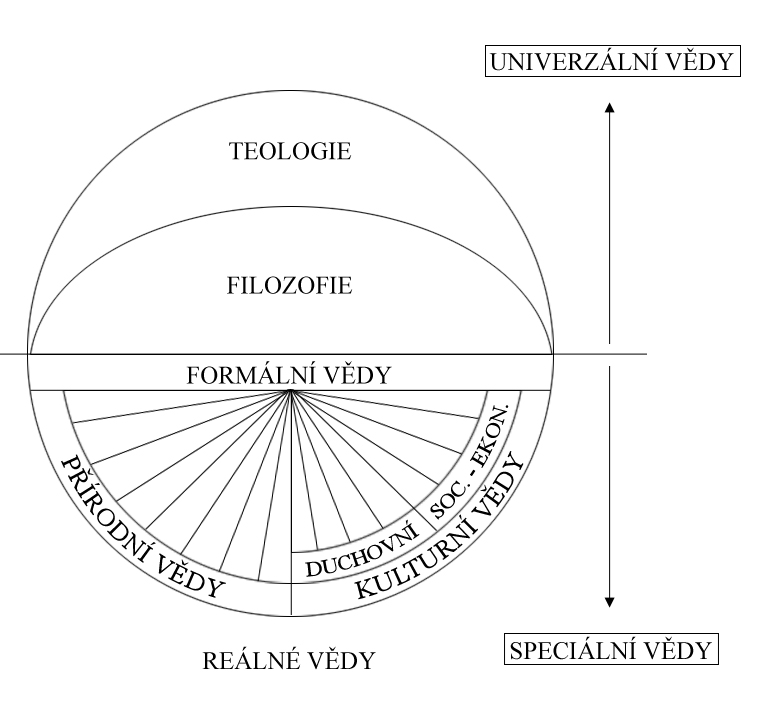 UNIVERZÁLNÍ VĚDY
TEOLOGIE
FILOZOFIE
FORMÁLNÍ VĚDY
PŘÍRODNÍ VĚDY
DUCHOVNÍ
SOC. - EKON.
KULTURNÍ VĚDY
REÁLNÉ VĚDY
SPECIÁLNÍ VĚDY